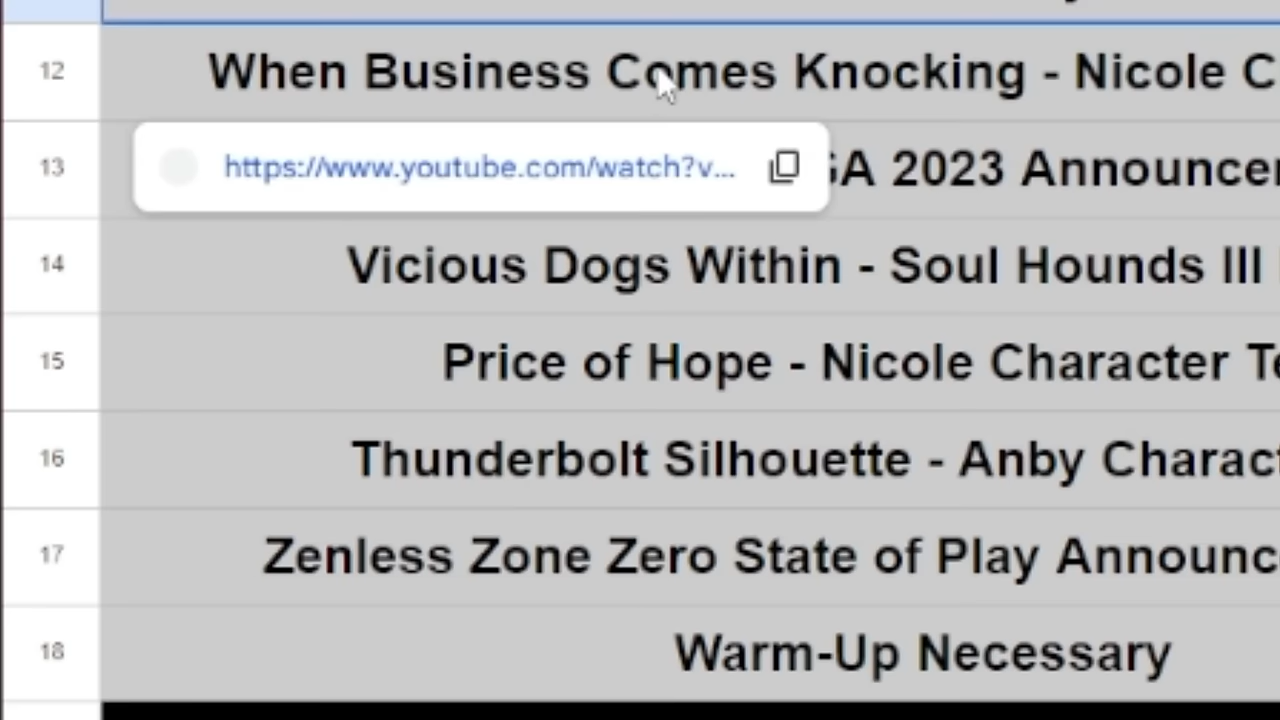 12 When Business Comes Knocking - Nicole C
13 https://www.youtube.com/watch?v... GA 2023 Announcer
14 Vicious Dogs Within - Soul Hounds III
15 Price of Hope - Nicole Character Te
16 Thunderbolt Silhouette - Anby Charact
17 Zenless Zone Zero State of Play Announc
18 Warm-Up Necessary